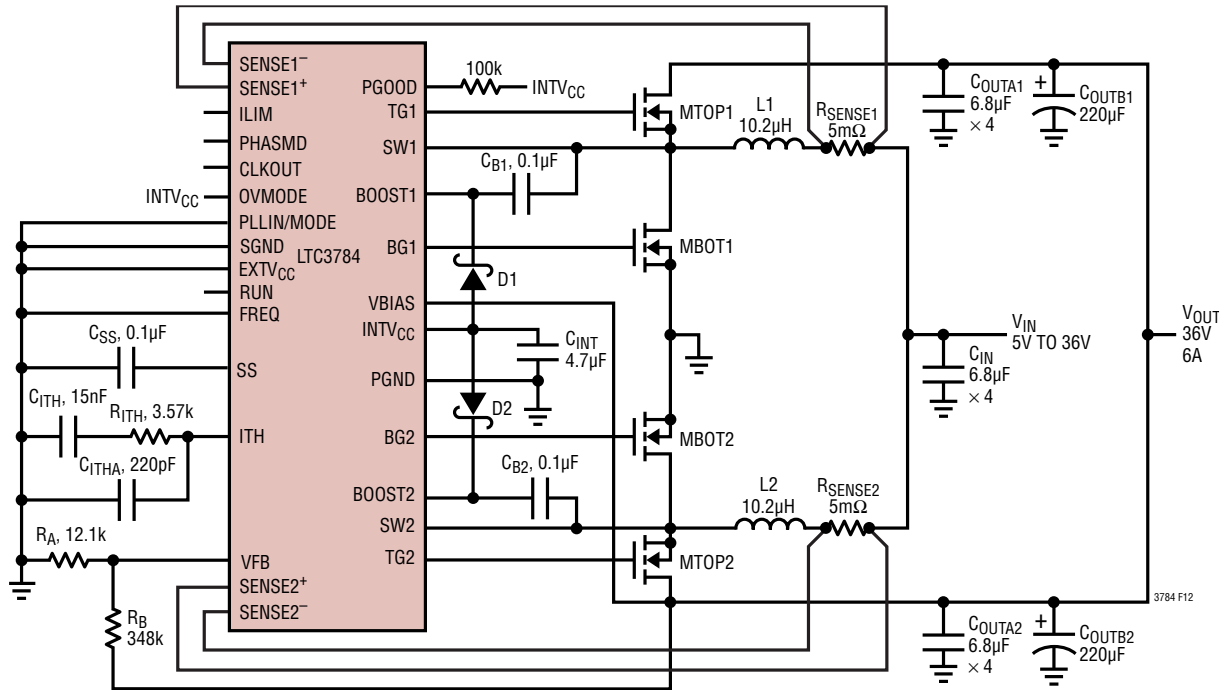 SENSE1–
SENSE1+
ILIM
PHASMD
CLKOUT
INTVCC
OVMODE
PLLIN/MODE
SGND
LTC3784
EXTVCC
RUN
FREQ
CSS, 0.1µF
SS
CITH, 15nF
RITH, 3.57k
ITH
CITHA, 220pF
RA, 12.1k
VFB
SENSE2+
SENSE2–
RB
348k
PGOOD
100k
INTVCC
TG1
MTOP1
SW1
CB1, 0.1µF
BOOST1
BG1
MBOT1
D1
VBIAS
INTVCC
CINT
4.7µF
PGND
D2
BG2
MBOT2
CB2, 0.1µF
BOOST2
SW2
TG2
MTOP2
L1
10.2µH
RSENSE1
5mΩ
L2
10.2µH
RSENSE2
5mΩ
COUTA1
6.8µF
× 4
+
COUTB1
220µF
VIN
5V TO 36V
CIN
6.8µF
× 4
VOUT
36V
6A
3784 F12
COUTA2
6.8µF
× 4
+
COUTB2
220µF